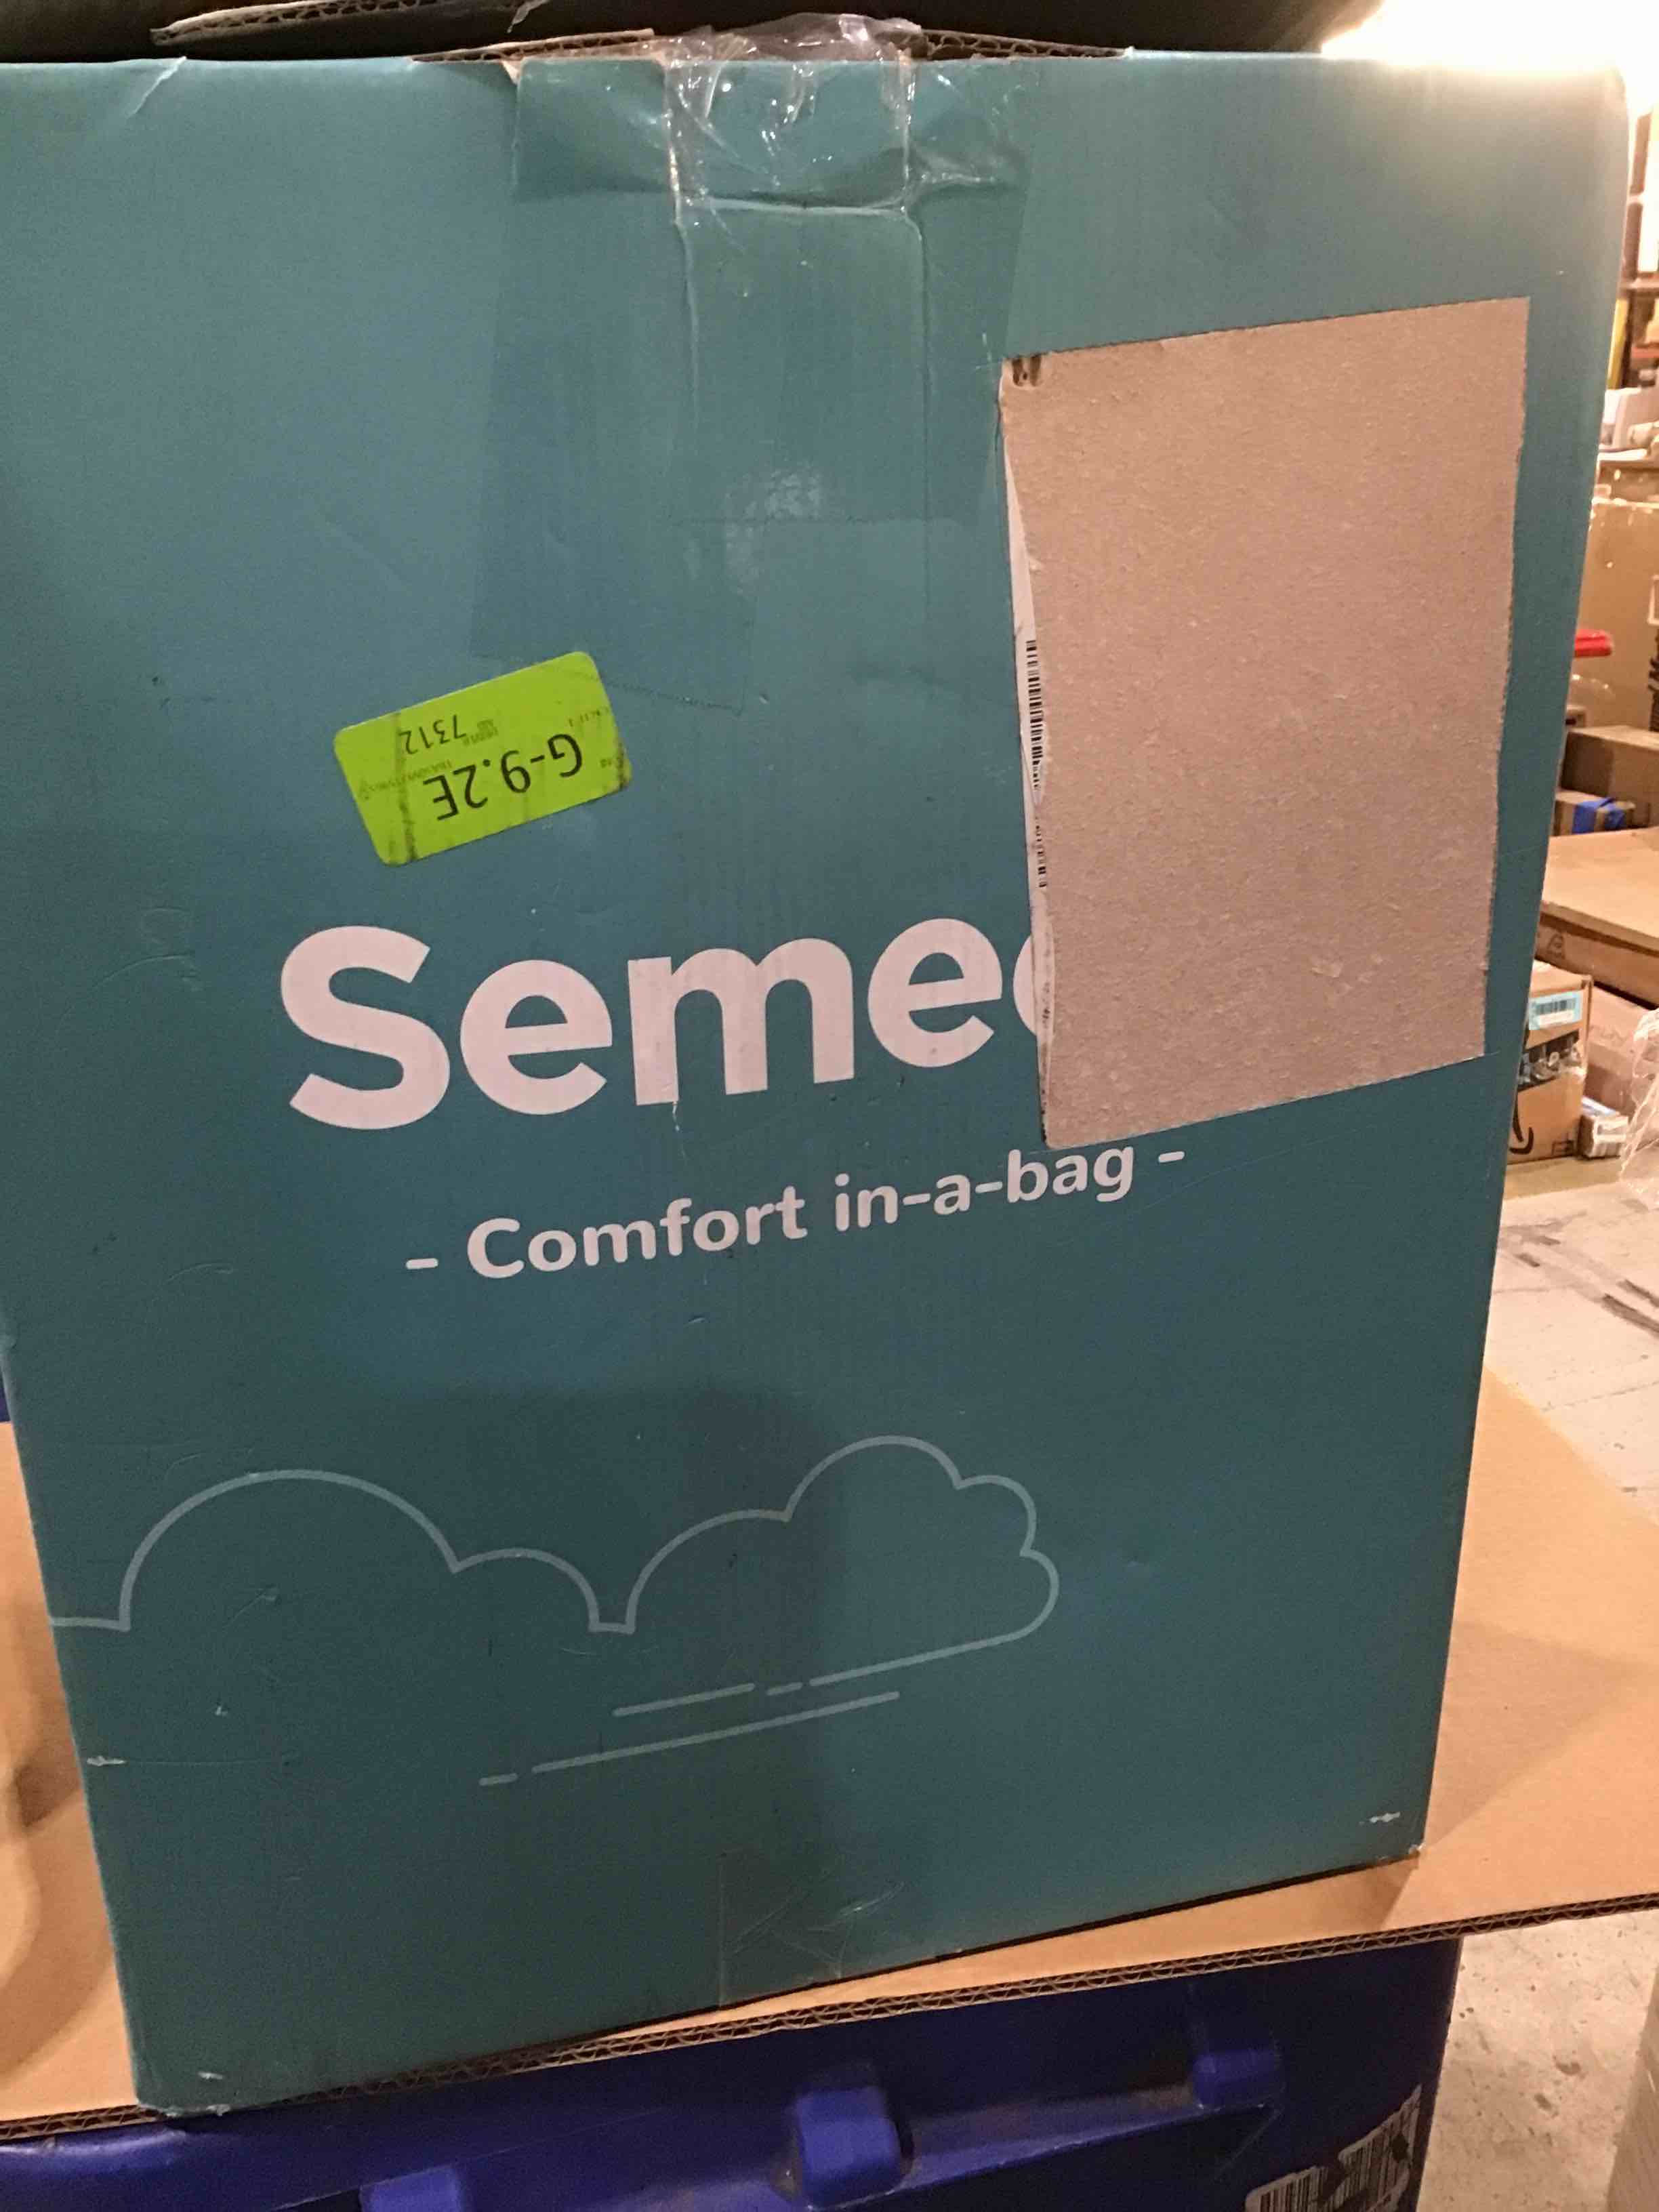 7312
G-9.2E
Seme
- Comfort in-a-bag -